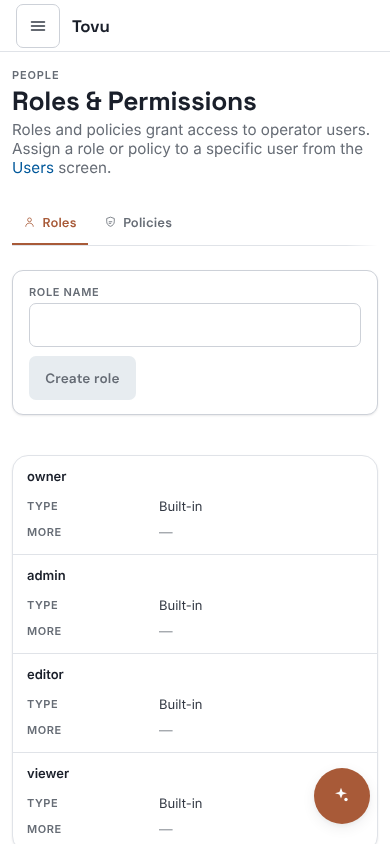 Tovu
PEOPLE
Roles & Permissions
Roles and policies grant access to operator users.
Assign a role or policy to a specific user from the
Users screen.
Roles
Policies
ROLE NAME
Create role
owner
TYPE Built-in
MORE —
admin
TYPE Built-in
MORE —
editor
TYPE Built-in
MORE —
viewer
TYPE Built-in
MORE —